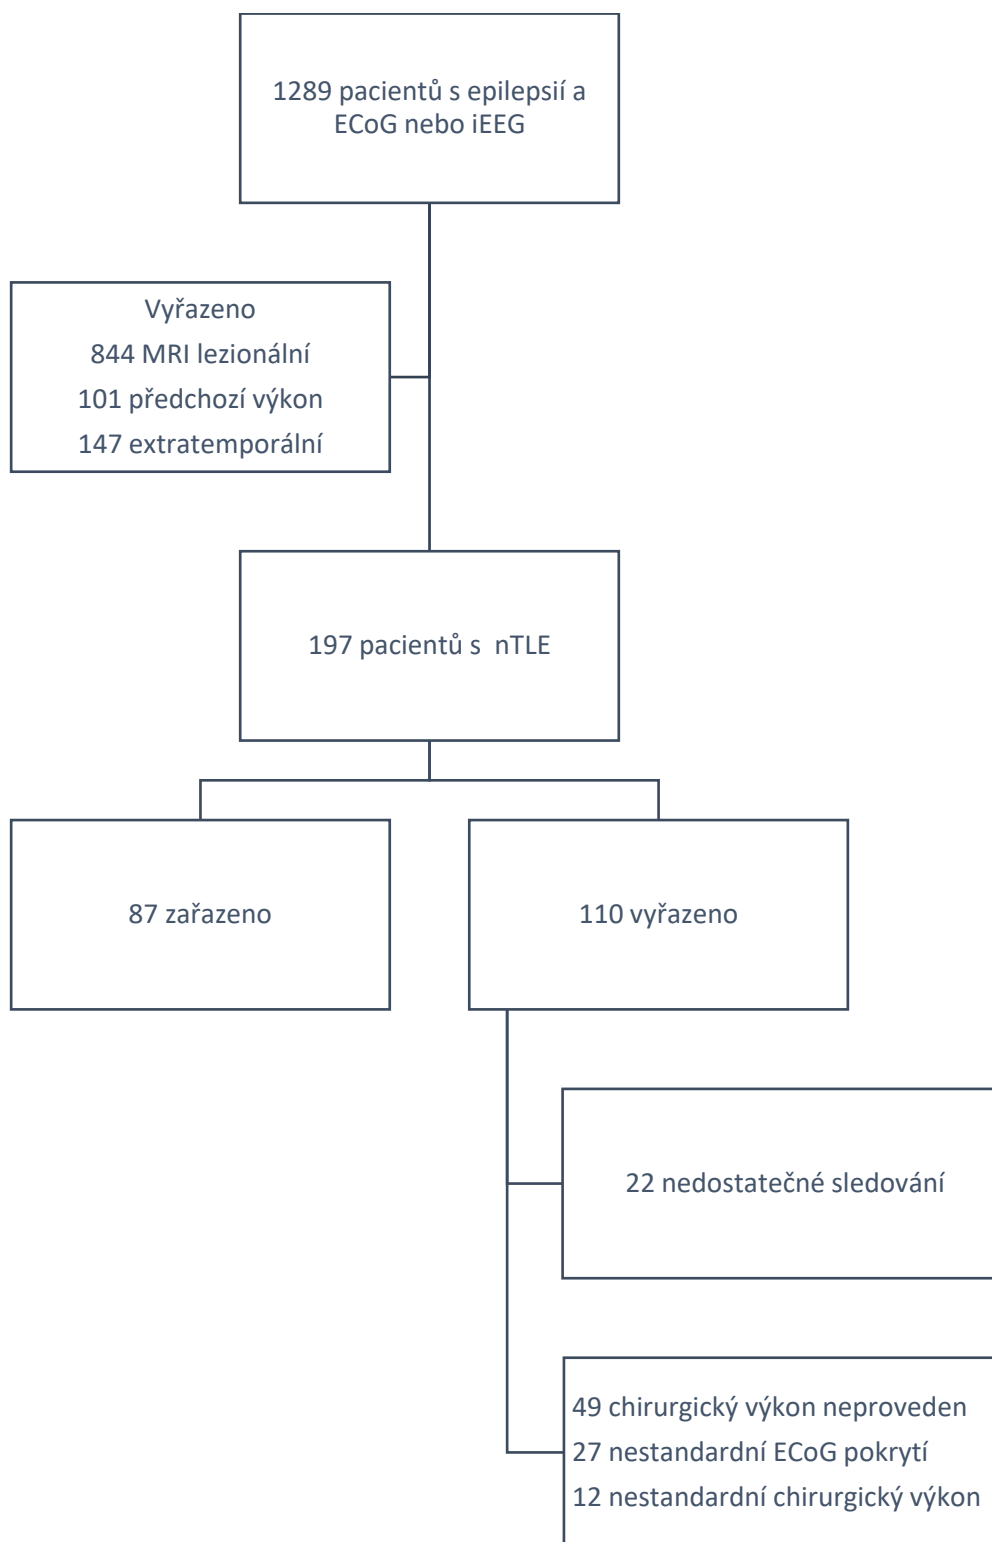 1289 pacientů s epilepsií a
ECoG nebo iEEG
Vyřazeno
844 MRI lezionální
101 předchozí výkon
147 extratemporální
197 pacientů s  nTLE
87 zařazeno
110 vyřazeno
22 nedostatečné sledování
49 chirurgický výkon neproveden
27 nestandardní ECoG pokrytí
12 nestandardní chirurgický výkon